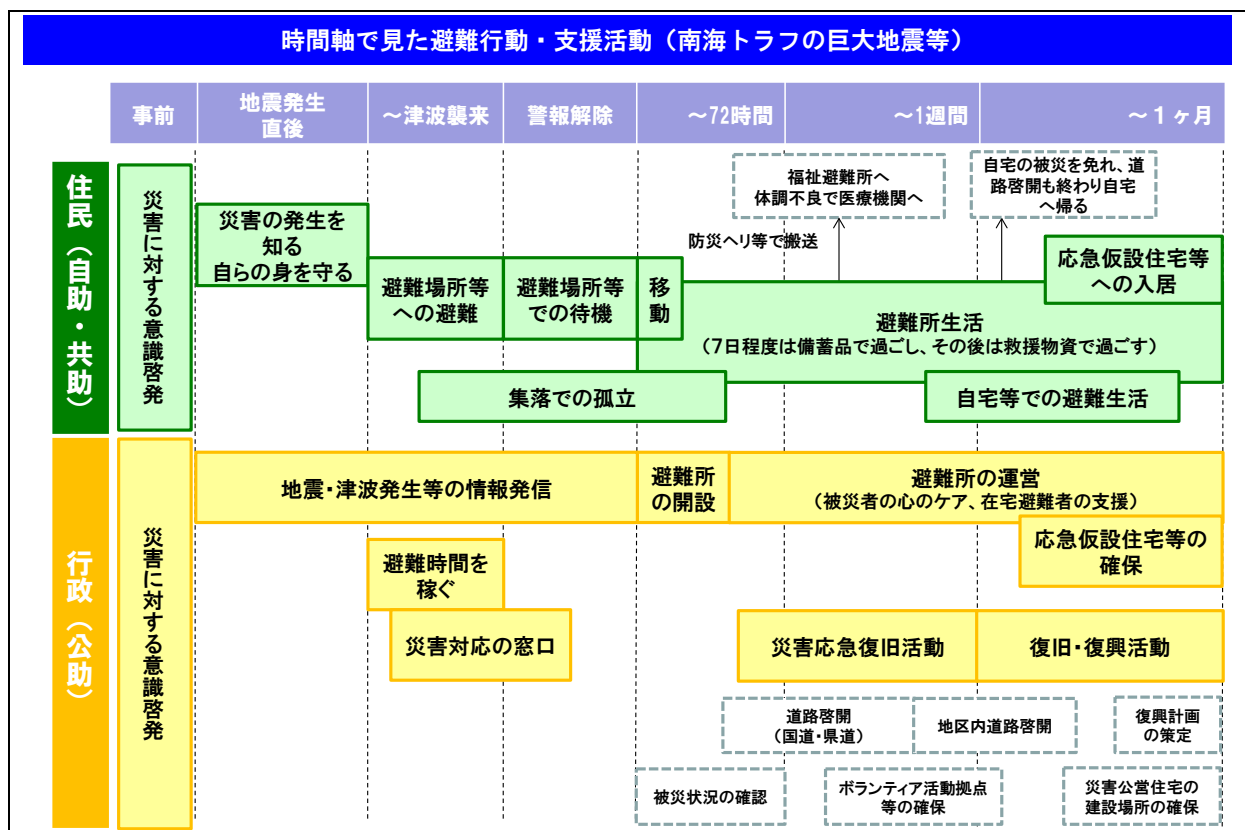 時間軸で見た避難行動・支援活動（南海トラフの巨大地震等）
事前
地震発生
直後
～津波襲来
警報解除
～72時間
～1週間
～１ヶ月
住民（自助・共助）
災害に対する意識啓発
災害の発生を
知る
自らの身を守る
避難場所等
への避難
避難場所等
での待機
移
動
防災ヘリ等で搬送
福祉避難所へ
体調不良で医療機関へ
自宅の被災を免れ、道
路啓開も終わり自宅
へ帰る
応急仮設住宅等
への入居
避難所生活
（7日程度は備蓄品で過ごし、その後は救援物資で過ごす）
集落での孤立
自宅等での避難生活
行政（公助）
災害に対する意識啓発
地震・津波発生等の情報発信
避難所
の開設
避難所の運営
（被災者の心のケア、在宅避難者の支援）
応急仮設住宅等の
確保
避難時間を
稼ぐ
災害対応の窓口
災害応急復旧活動
復旧・復興活動
道路啓開
（国道・県道）
地区内道路啓開
復興計画
の策定
被災状況の確認
ボランティア活動拠点
等の確保
災害公営住宅の
建設場所の確保